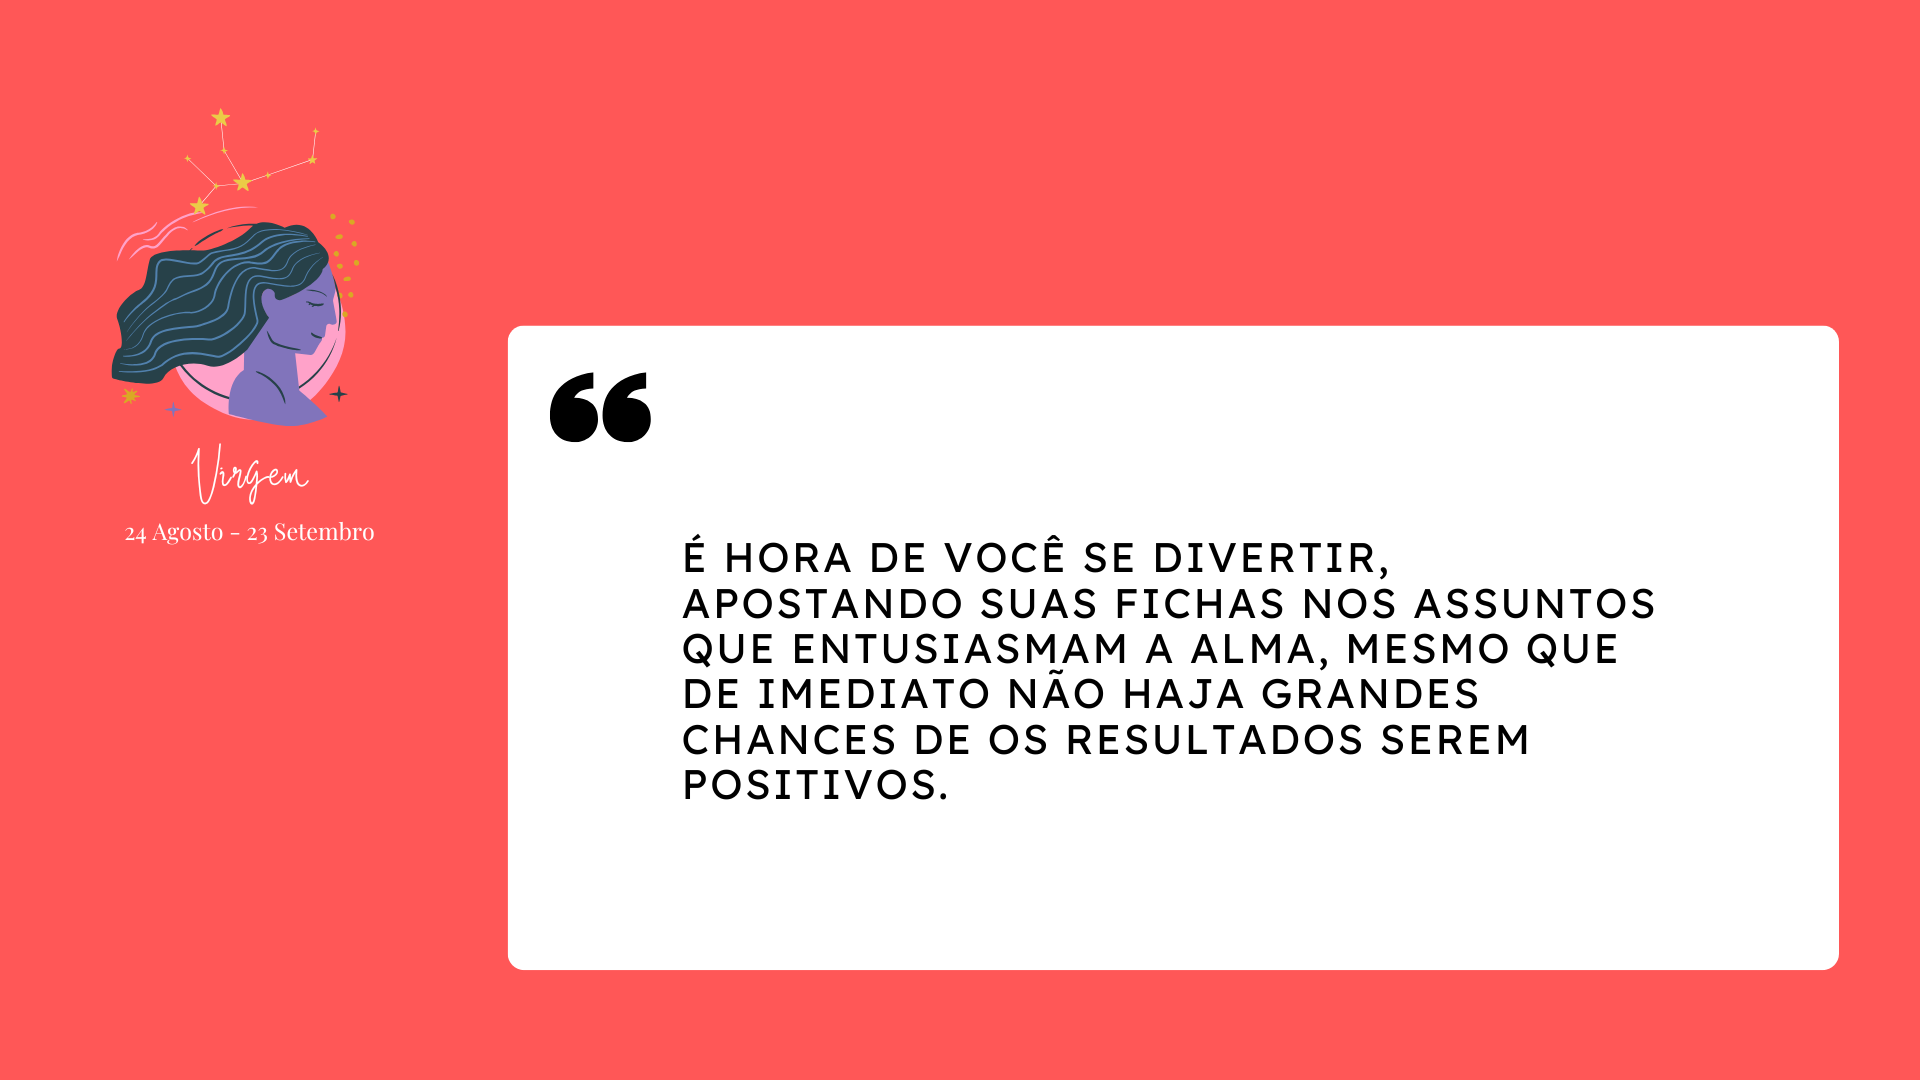 Virgem
24 Agosto - 23 Setembro
“
É HORA DE VOCÊ SE DIVERTIR,
APOSTANDO SUAS FICHAS NOS ASSUNTOS
QUE ENTUSIASMAM A ALMA, MESMO QUE
DE IMEDIATO NÃO HAJA GRANDES
CHANCES DE OS RESULTADOS SEREM
POSITIVOS.